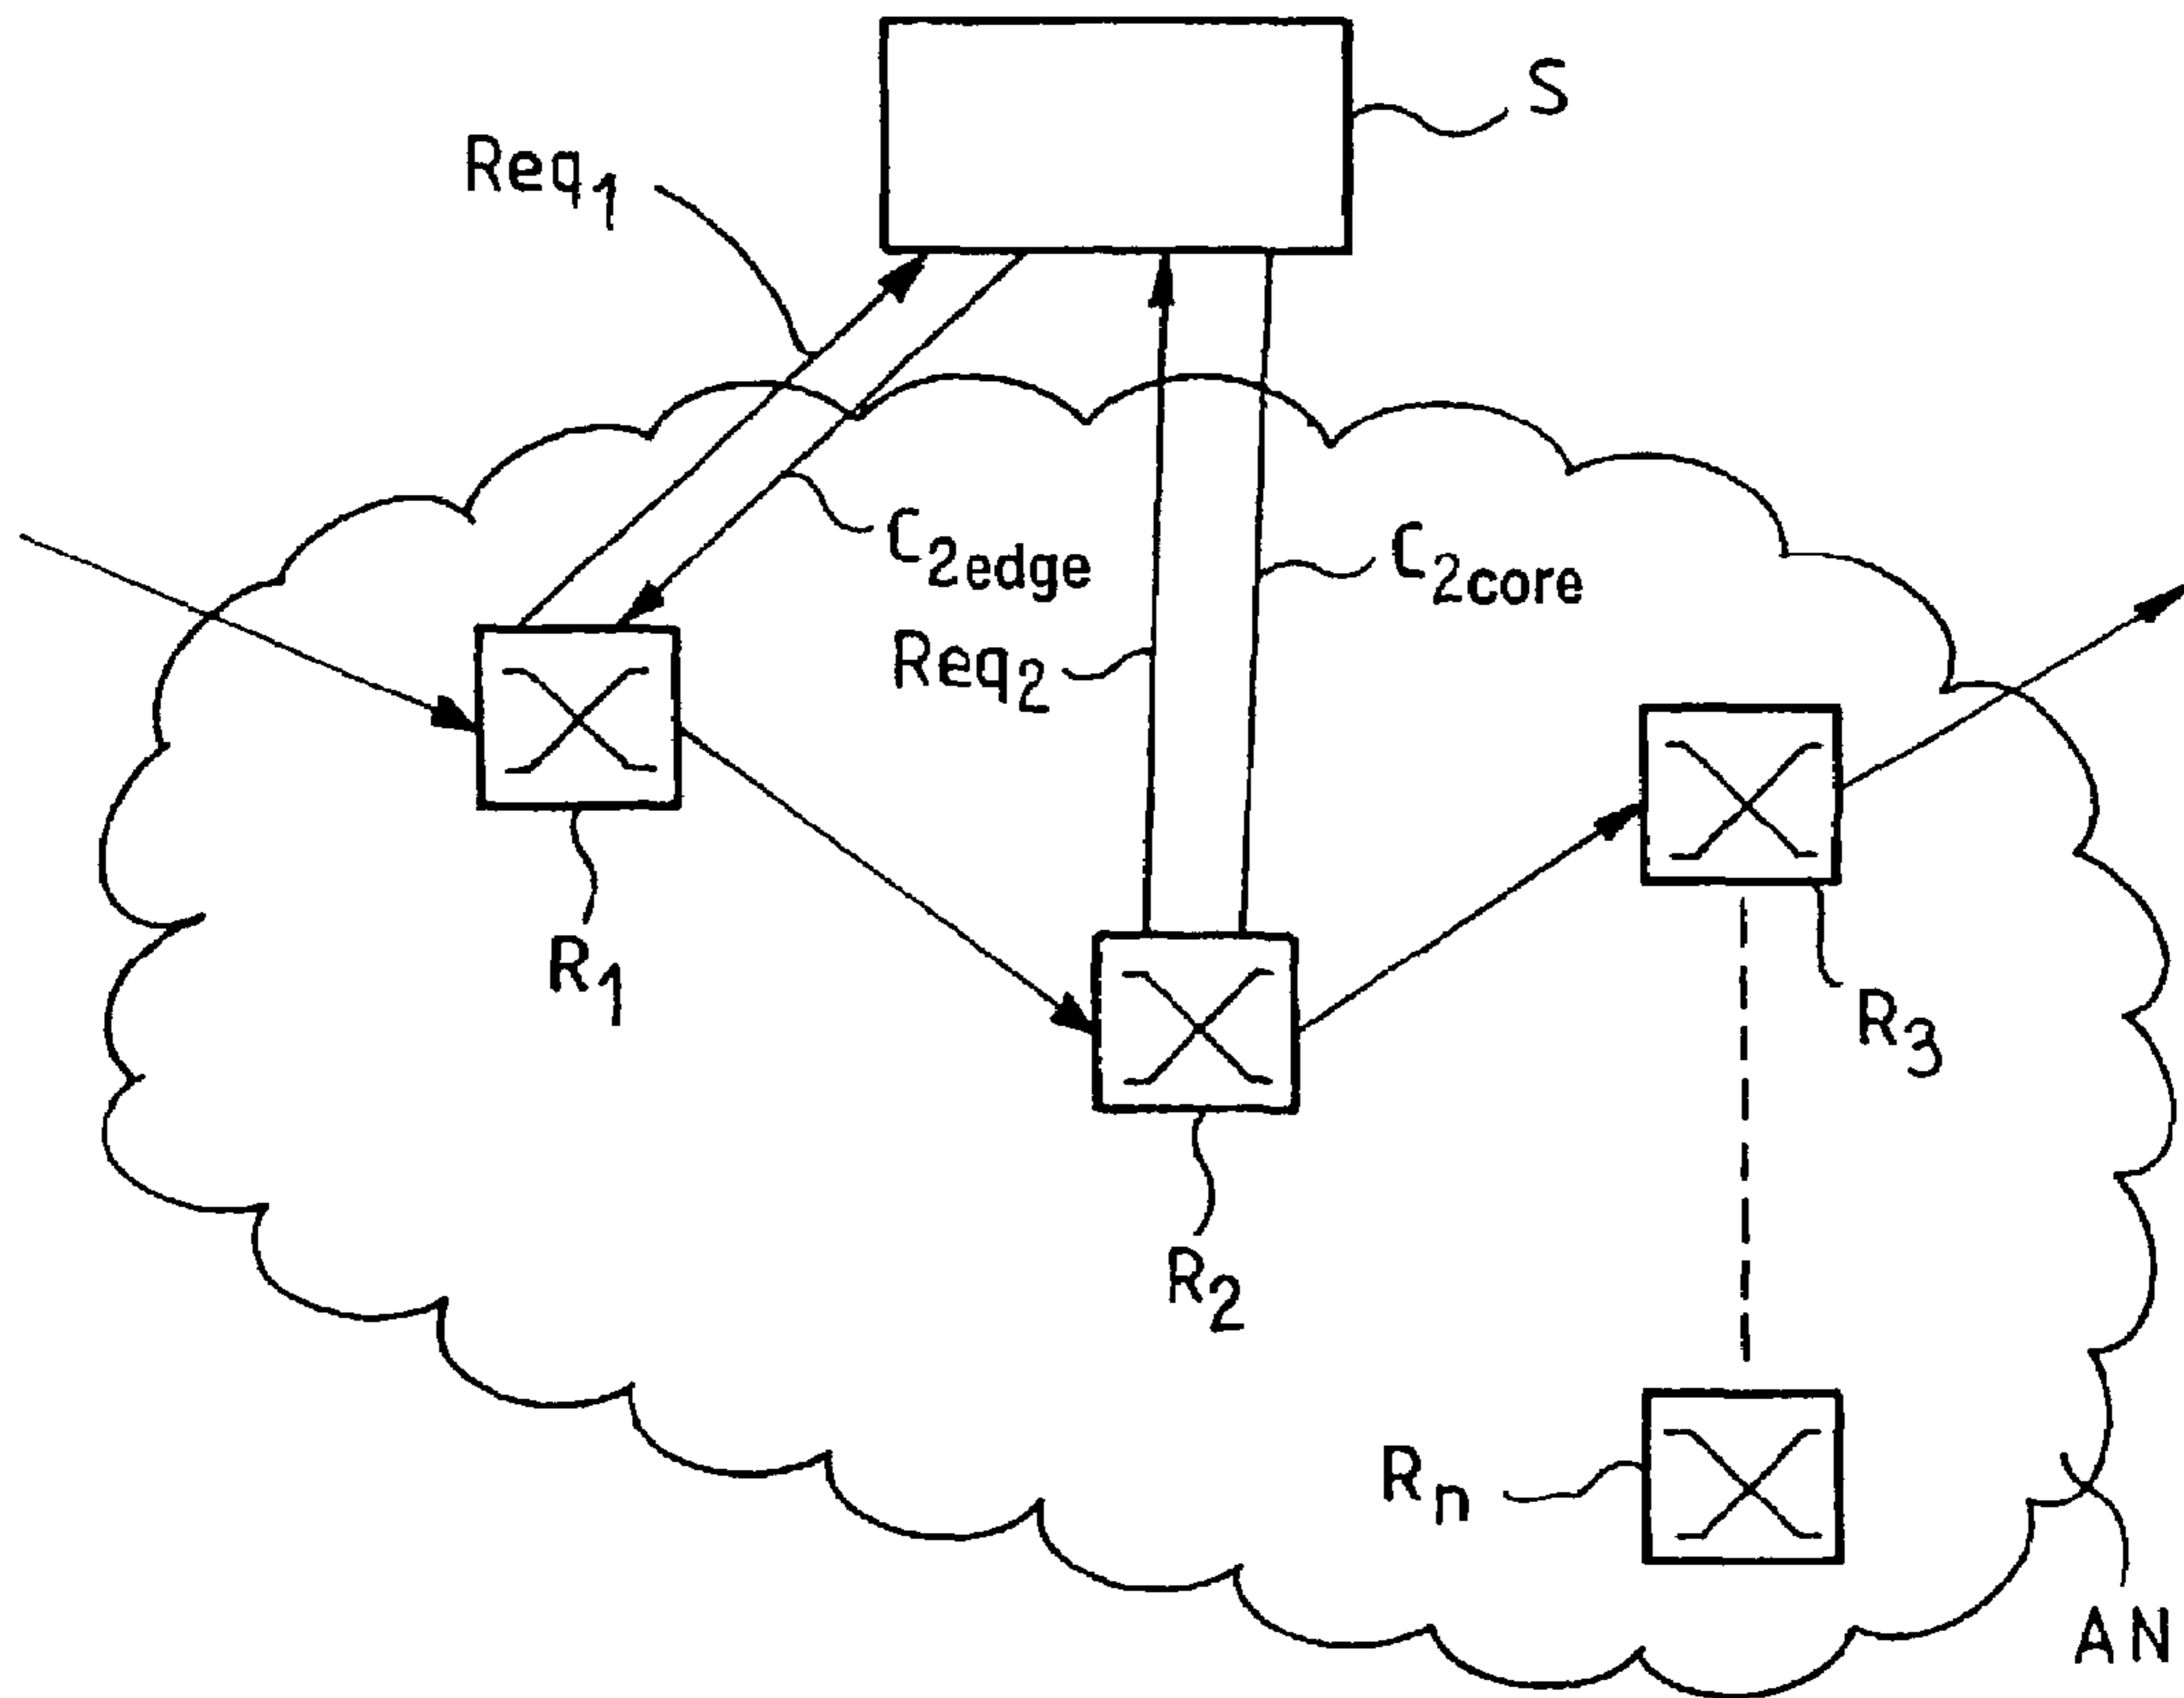 S
Req₁
C₂edge
C₂core
Req₂
R₁
R₃
R₂
Rₙ
AN